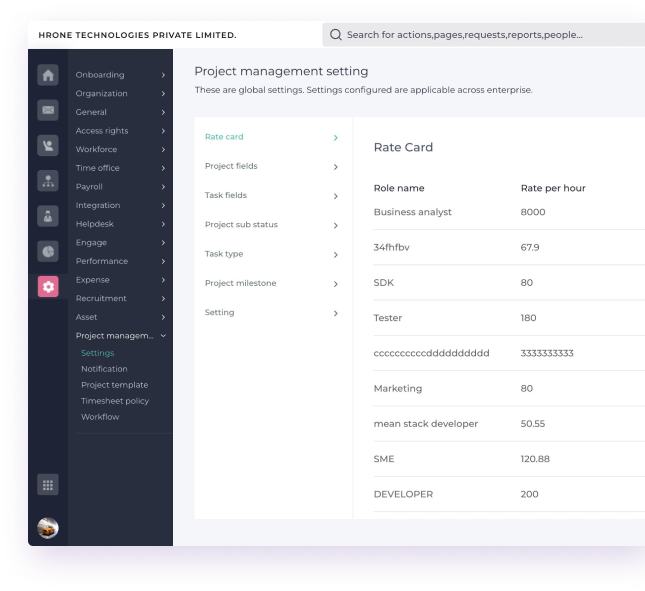 HRONE TECHNOLOGIES PRIVATE LIMITED.
Search for actions,pages,requests,reports,people...
Onboarding
Organization
General
Access rights
Workforce
Time office
Payroll
Integration
Helpdesk
Engage
Performance
Expense
Recruitment
Asset
Project managem...
Settings
Notification
Project template
Timesheet policy
Workflow
Project management setting
These are global settings. Settings configured are applicable across enterprise.
Rate card
Project fields
Task fields
Project sub status
Task type
Project milestone
Setting
Rate Card
Role name Rate per hour
Business analyst 8000
34fhfbv 67.9
SDK 80
Tester 180
ccccccccccdddddddddd 3333333333
Marketing 80
mean stack developer 50.55
SME 120.88
DEVELOPER 200